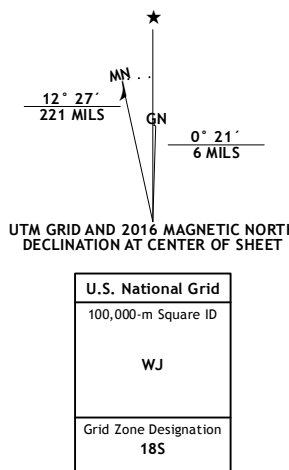 ★
MN
12° 27´
221 MILS
GN
0° 21´
6 MILS
UTM GRID AND 2016 MAGNETIC NORTH
DECLINATION AT CENTER OF SHEET
U.S. National Grid
100,000-m Square ID
WJ
Grid Zone Designation
18S